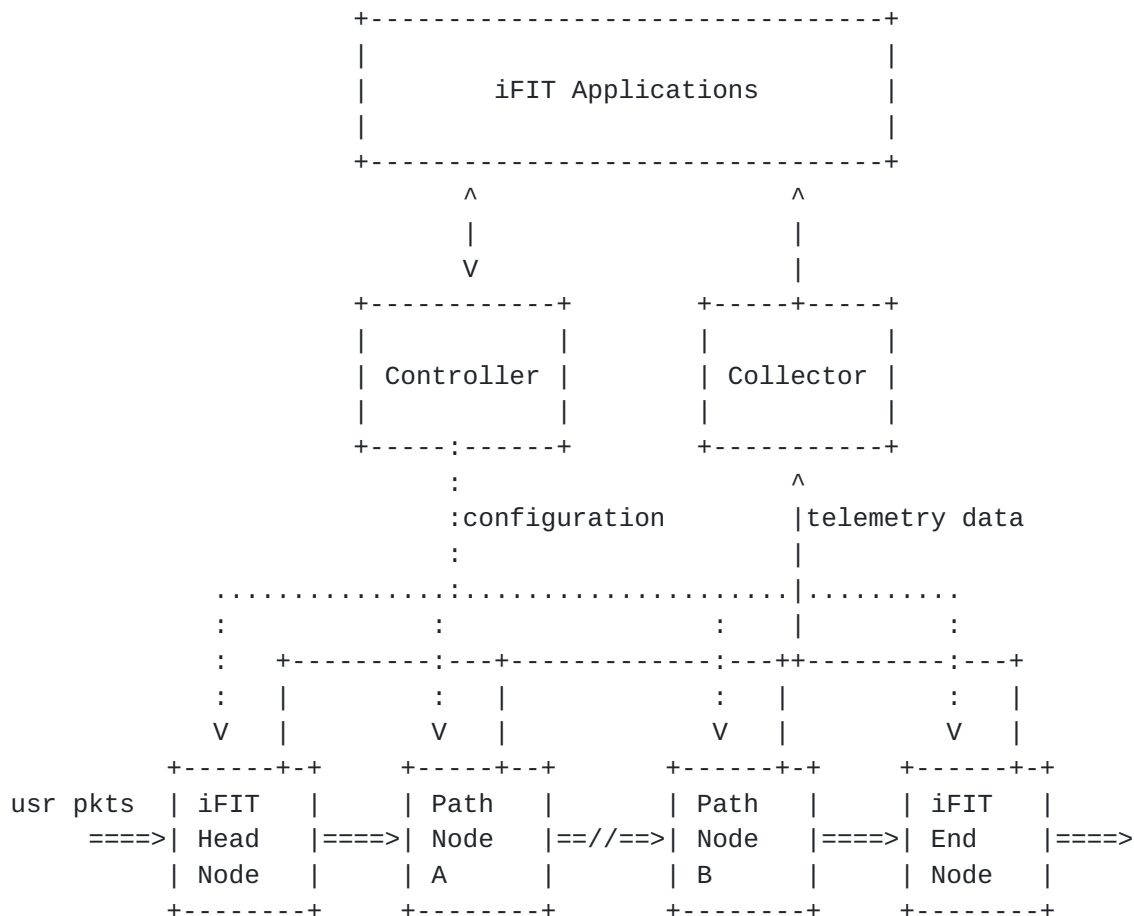 iFIT Applications
Controller Collector
configuration telemetry data
usr pkts iFIT Path Path iFIT
Head Node Node End
Node A B Node